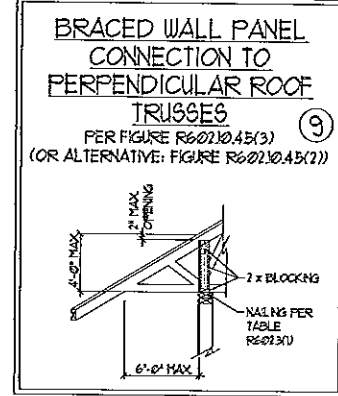 BRACED WALL PANEL
CONNECTION TO
PERPENDICULAR ROOF
TRUSSES
9
PER FIGURE R602.10.4.5(3)
(OR ALTERNATIVE: FIGURE R602.10.4.5(2))
2" MAX
OPENING
4'-0" MAX
2 x BLOCKING
NAILING PER
TABLE
R602.3(1)
6'-0" MAX